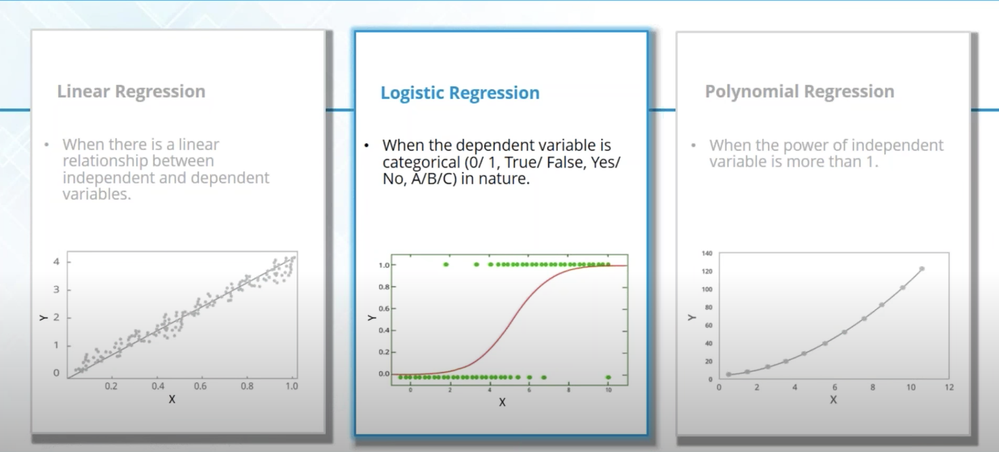 Linear Regression
• When there is a linear
relationship between
independent and dependent
variables.
4
3
2
1
0
Y
0.2 0.4 0.6 0.8 1.0
X
Logistic Regression
• When the dependent variable is
categorical (0/ 1, True/ False, Yes/
No, A/B/C) in nature.
1.0
0.8
0.6
0.4
0.2
0.0
Y
0 2 4 6 8 10
X
Polynomial Regression
• When the power of independent
variable is more than 1.
140
120
100
80
60
40
20
0
Y
0 2 4 6 8 10 12
X